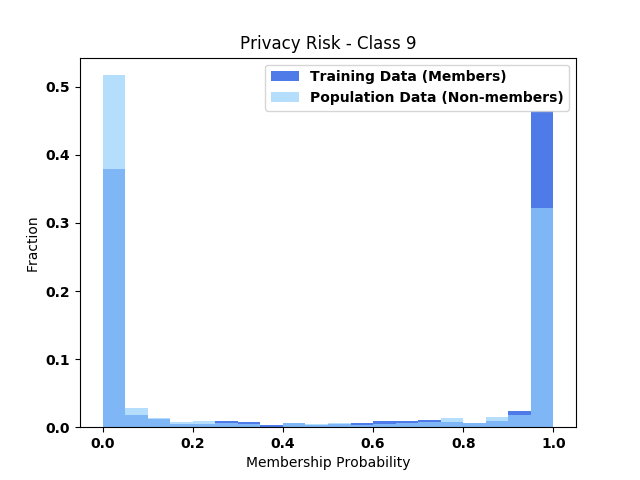 Privacy Risk - Class 9
Training Data (Members)
Population Data (Non-members)
Fraction
0.5
0.4
0.3
0.2
0.1
0.0
0.0 0.2 0.4 0.6 0.8 1.0
Membership Probability